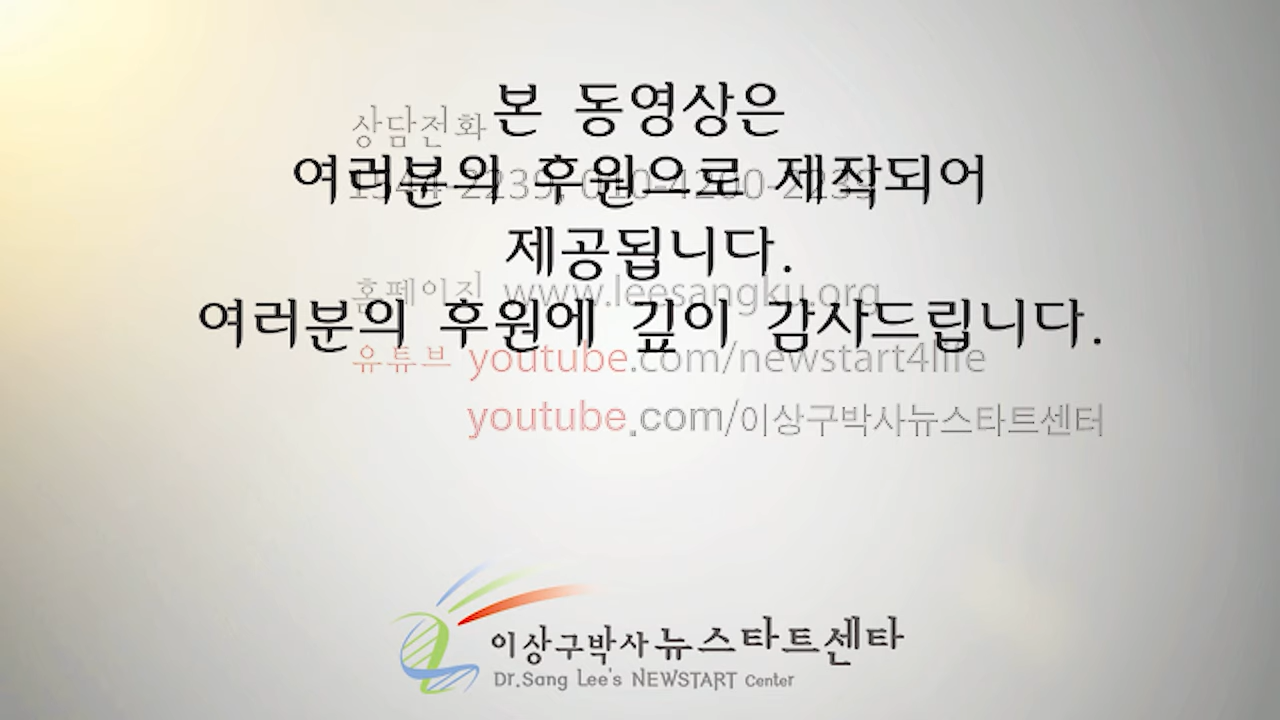 본 동영상은
여러분의 후원으로 제작되어
제공됩니다.
여러분의 후원에 깊이 감사드립니다.
상담전화
홈페이지 www.leesangku.org
유튜브 youtube.com/newstart4life
youtube.com/이상구박사뉴스타트센터
이상구박사 뉴스타트센타
Dr.Sang Lee's NEWSTART Center